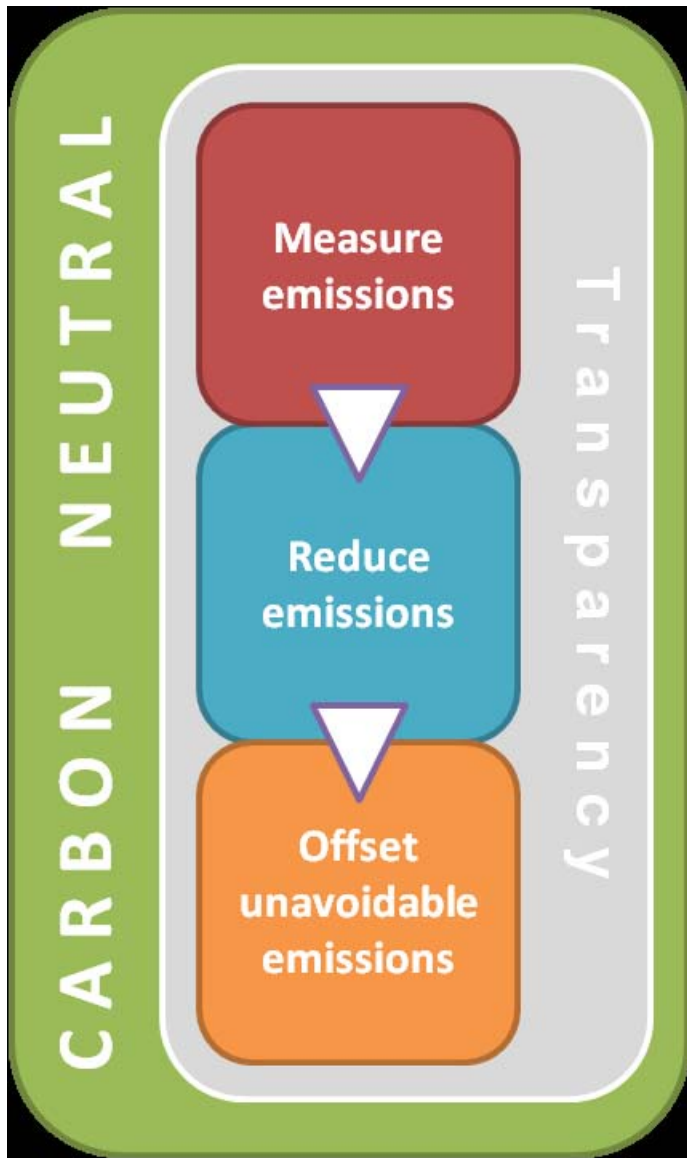 CARBON NEUTRAL
Measure
emissions
Reduce
emissions
Offset
unavoidable
emissions
Transparency